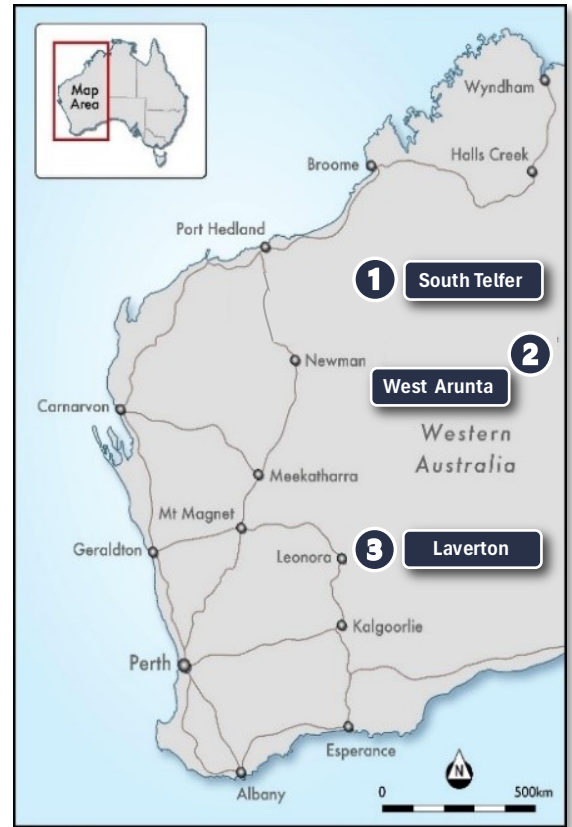 Map
Area
Wyndham
Halls Creek
Broome
Port Hedland
1
South Telfer
2
Newman
West Arunta
Carnarvon
Western
Australia
Meekatharra
Mt Magnet
Geraldton
Leonora
3
Laverton
Kalgoorlie
Perth
Esperance
N
0
500km
Albany